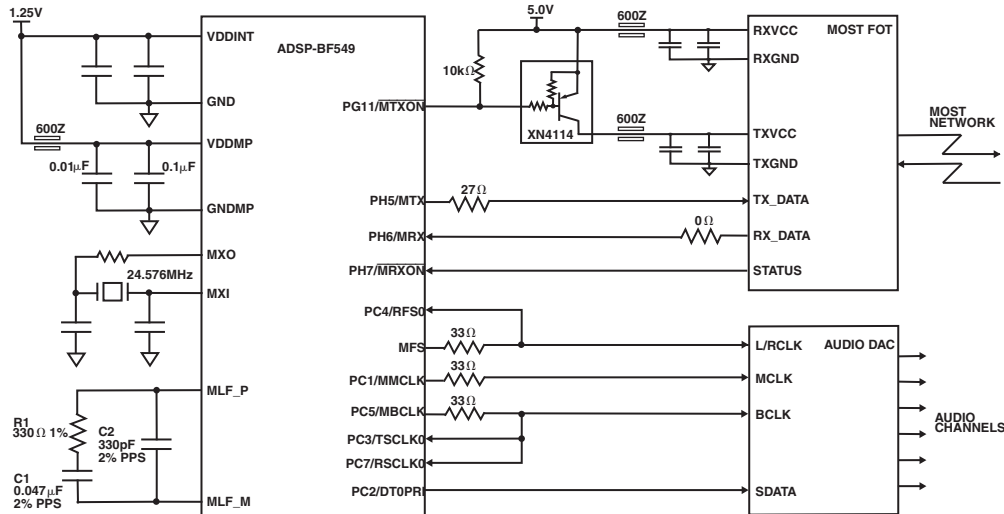 1.25V
VDDINT
GND
600Z
VDDMP
0.01µF
0.1µF
GNDMP
MXO
24.576MHz
MXI
MLF_P
R1
330Ω 1%
C2
330pF
2% PPS
C1
0.047µF
2% PPS
MLF_M
ADSP-BF549
PG11/MTXON
PH5/MTX
PH6/MRX
PH7/MRXON
PC4/RFS0
MFS
PC1/MMCLK
PC5/MBCLK
PC3/TSCLK0
PC7/RSCLK0
PC2/DT0PRI
5.0V
10kΩ
XN4114
600Z
600Z
27Ω
0Ω
33Ω
33Ω
33Ω
MOST FOT
RXVCC
RXGND
TXVCC
TXGND
TX_DATA
RX_DATA
STATUS
MOST
NETWORK
AUDIO DAC
L/RCLK
MCLK
BCLK
SDATA
AUDIO
CHANNELS